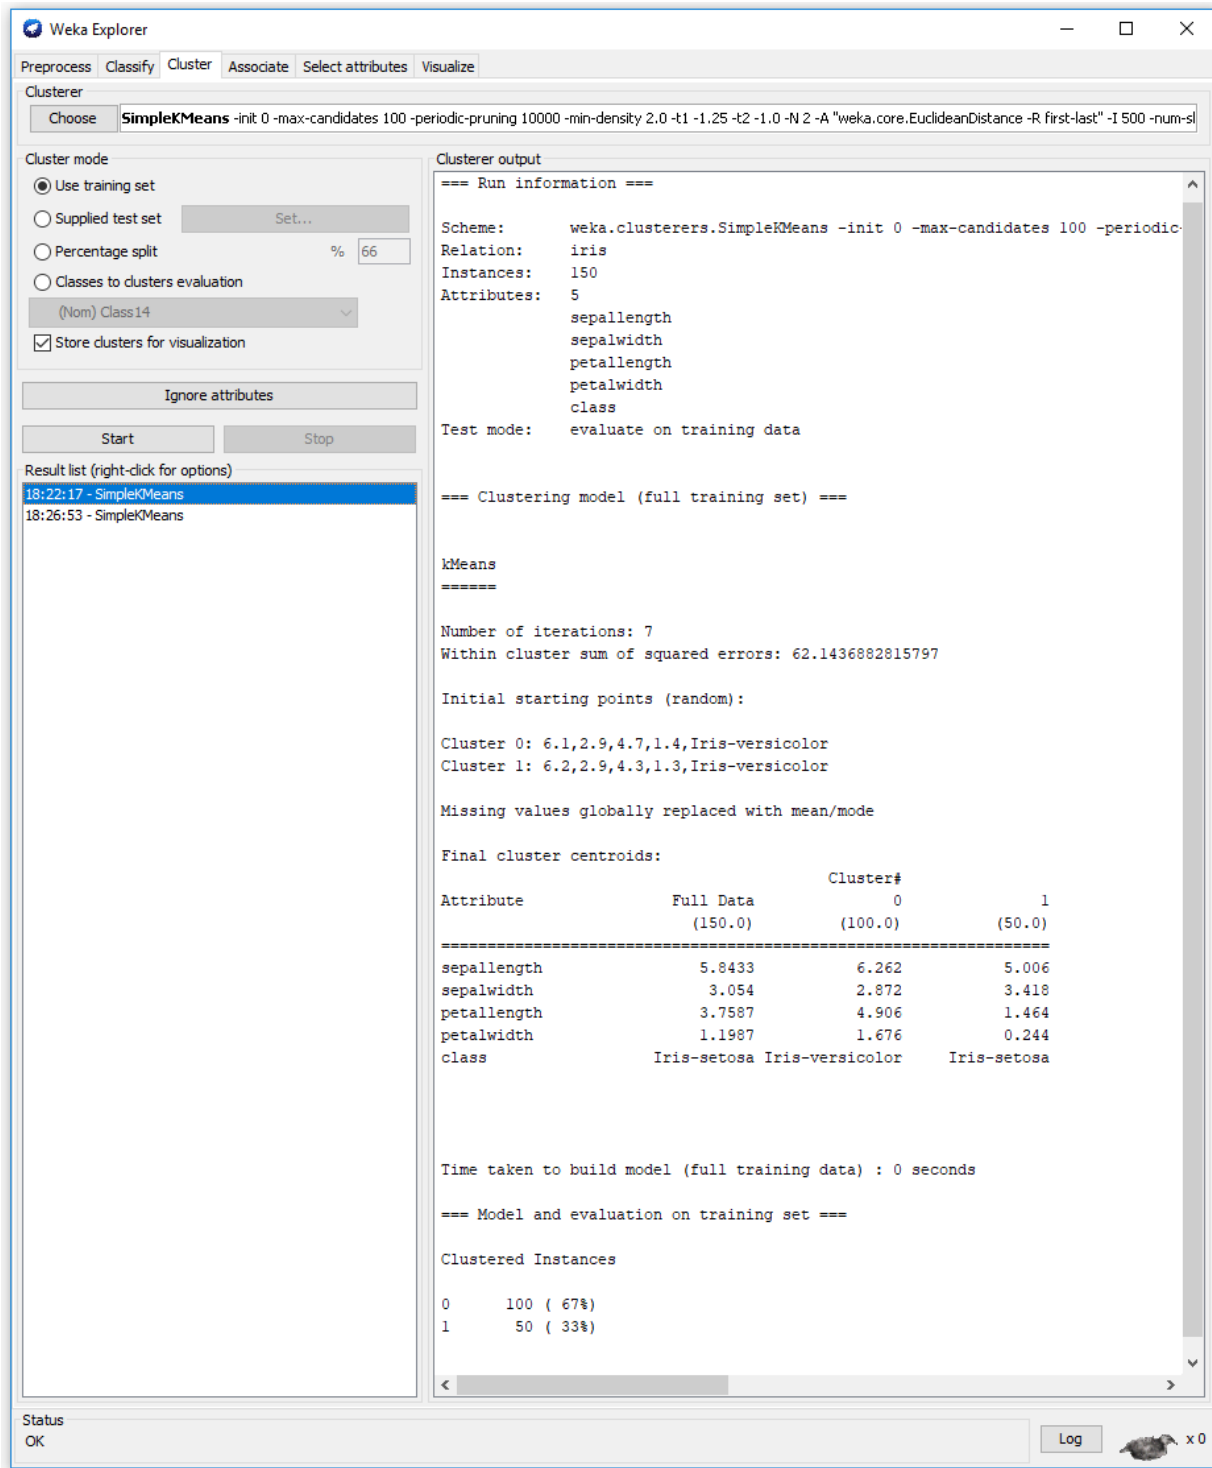 Weka Explorer
Preprocess Classify Cluster Associate Select attributes Visualize
Clusterer
Choose SimpleKMeans -init 0 -max-candidates 100 -periodic-pruning 10000 -min-density 2.0 -t1 -1.25 -t2 -1.0 -N 2 -A "weka.core.EuclideanDistance -R first-last" -I 500 -num-sl
Cluster mode
Use training set
Supplied test set Set...
Percentage split % 66
Classes to clusters evaluation
(Nom) Class14
Store clusters for visualization
Ignore attributes
Start Stop
Result list (right-click for options)
18:22:17 - SimpleKMeans
18:26:53 - SimpleKMeans
Clusterer output
=== Run information ===
Scheme: weka.clusterers.SimpleKMeans -init 0 -max-candidates 100 -periodic-
Relation: iris
Instances: 150
Attributes: 5
sepallength
sepalwidth
petallength
petalwidth
class
Test mode: evaluate on training data
=== Clustering model (full training set) ===
kMeans
======
Number of iterations: 7
Within cluster sum of squared errors: 62.1436882815797
Initial starting points (random):
Cluster 0: 6.1,2.9,4.7,1.4,Iris-versicolor
Cluster 1: 6.2,2.9,4.3,1.3,Iris-versicolor
Missing values globally replaced with mean/mode
Final cluster centroids:
Cluster#
Attribute Full Data 0 1
(150.0) (100.0) (50.0)
==================================================================
sepallength 5.8433 6.262 5.006
sepalwidth 3.054 2.872 3.418
petallength 3.7587 4.906 1.464
petalwidth 1.1987 1.676 0.244
class Iris-setosa Iris-versicolor Iris-setosa
Time taken to build model (full training data) : 0 seconds
=== Model and evaluation on training set ===
Clustered Instances
0 100 ( 67%)
1 50 ( 33%)
Status
OK
Log x 0